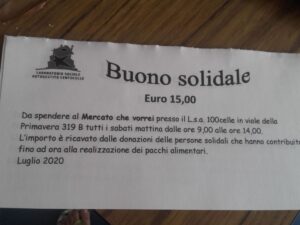 LABORATORIO SOCIALE
AUTOGESTITO CENTOCELLE
Buono solidale
Euro 15,00
Da spendere al Mercato che vorrei presso il L.s.a. 100celle in viale della
Primavera 319 B tutti i sabati mattina dalle ore 9,00 alle ore 14,00.
L'importo è ricavato dalle donazioni delle persone solidali che hanno contribuito
fino ad ora alla realizzazione dei pacchi alimentari.
Luglio 2020